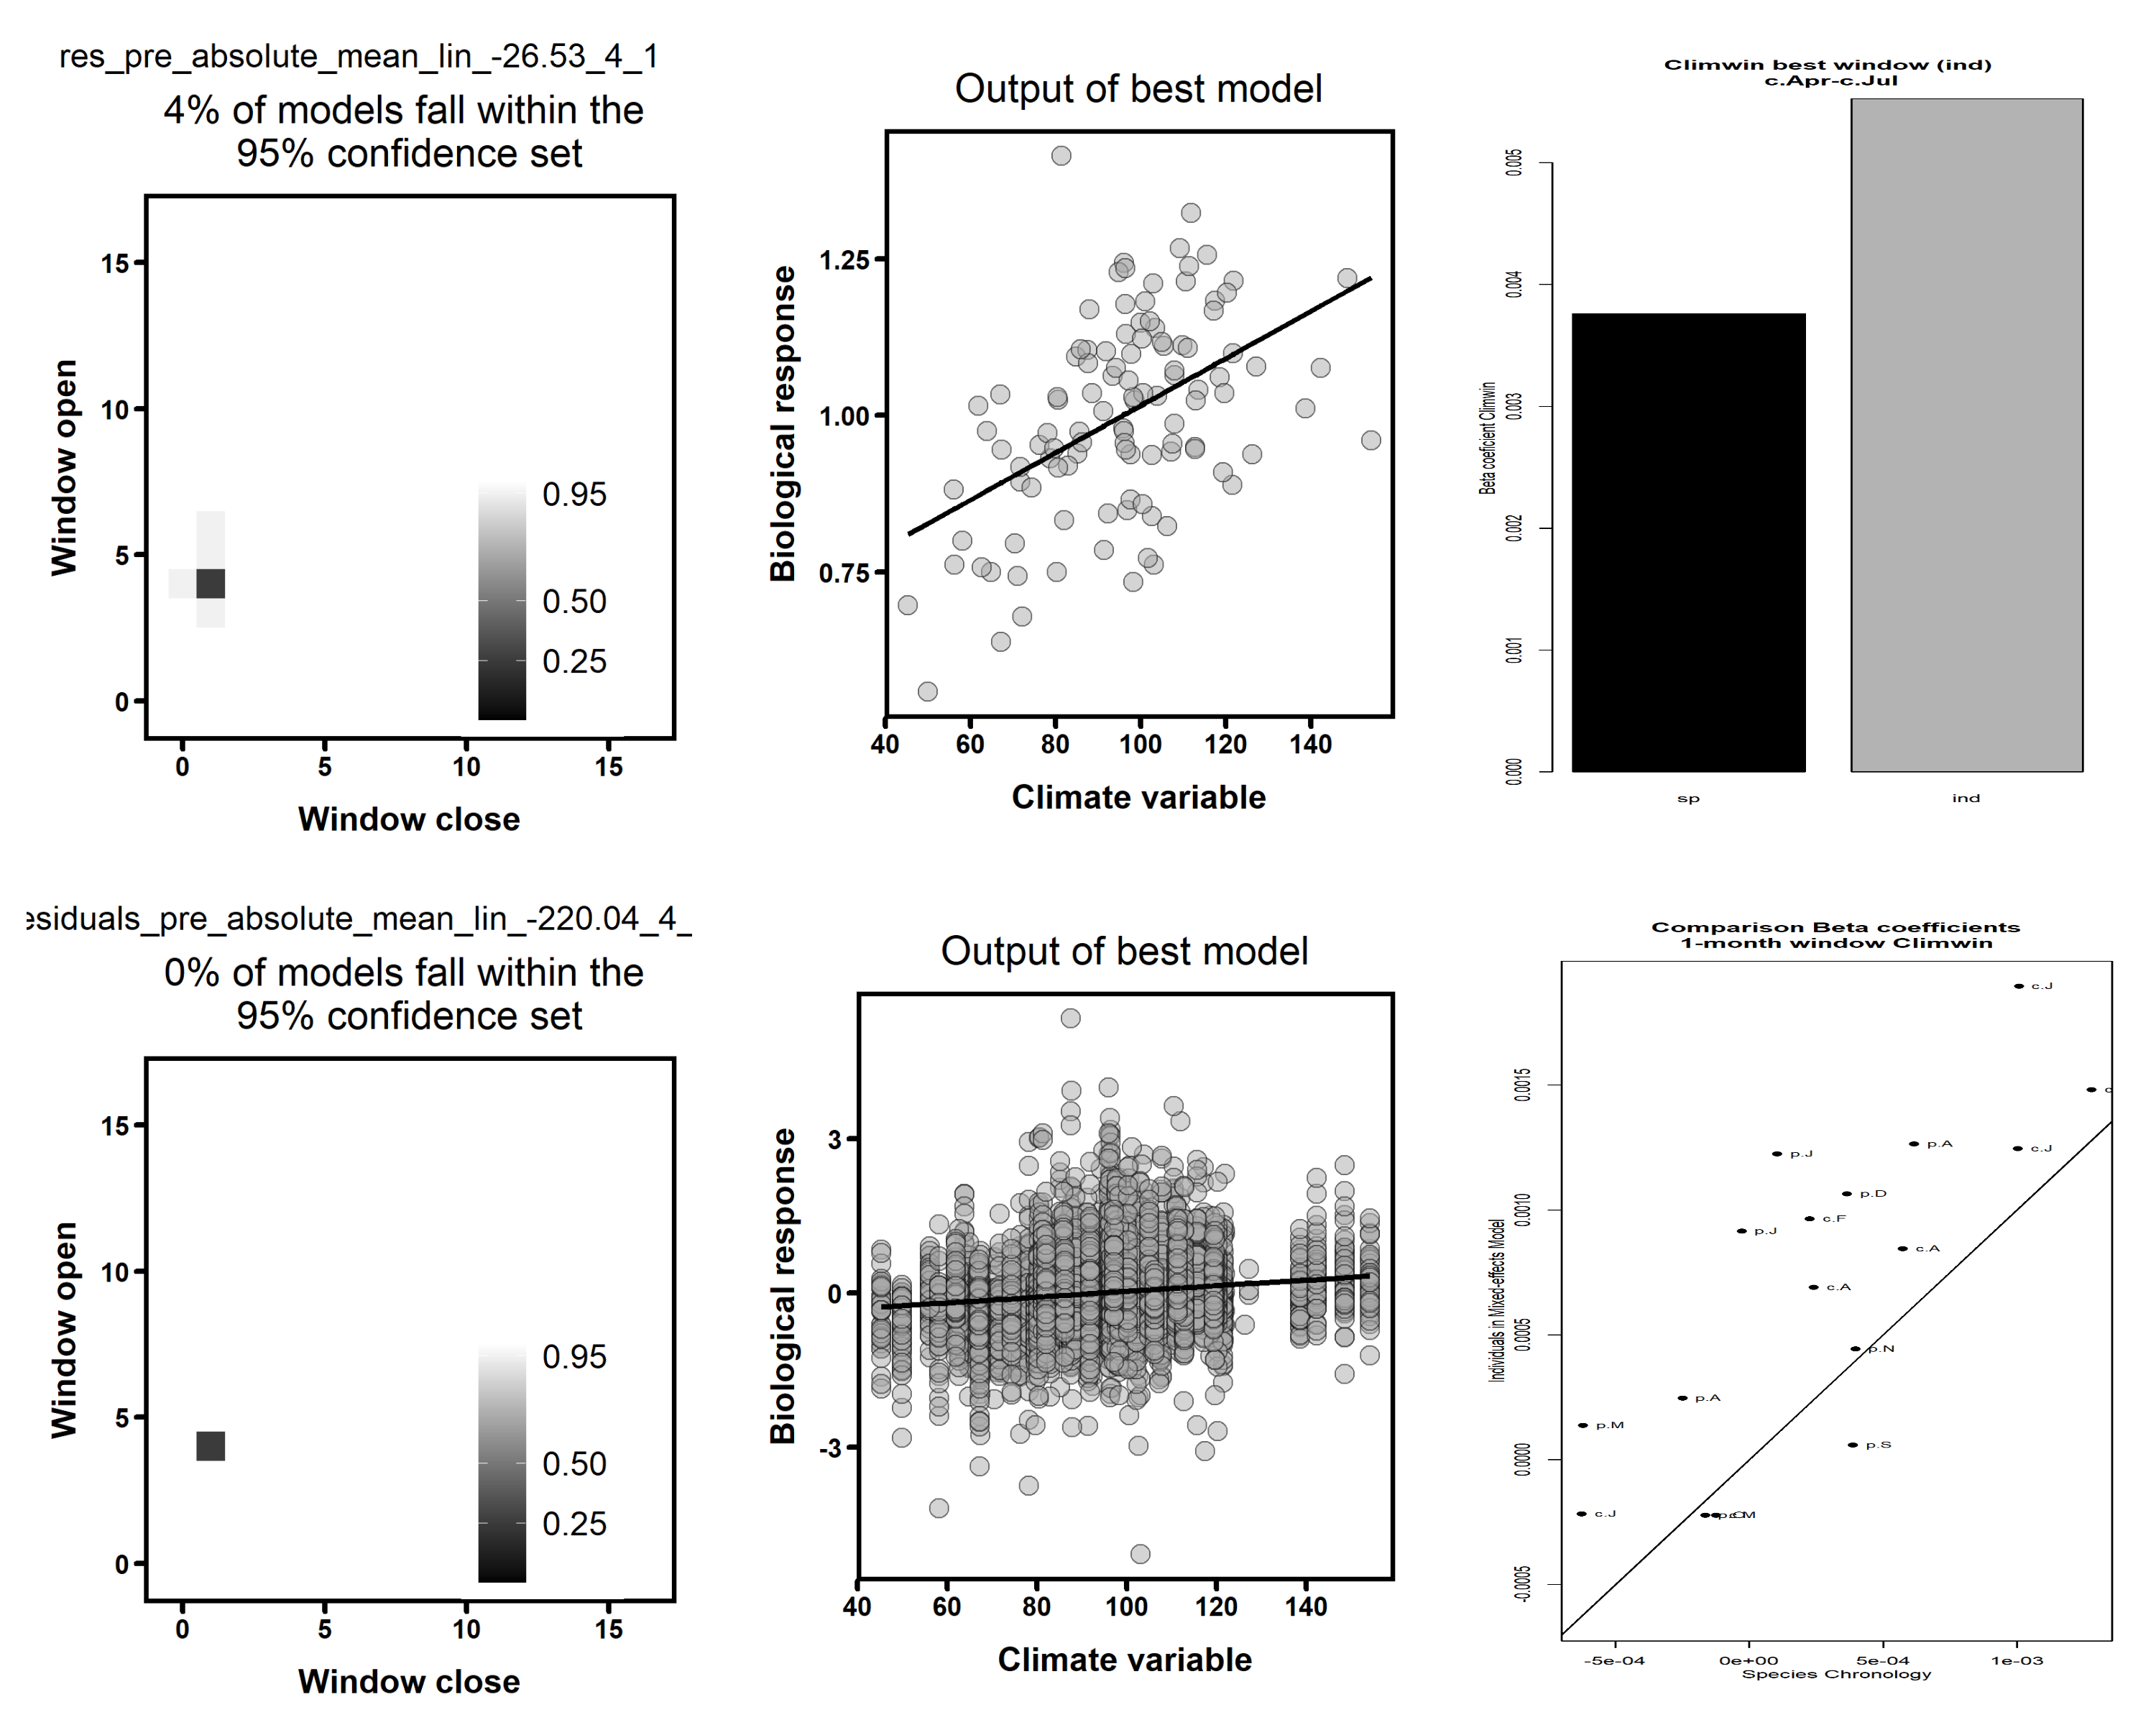 res_pre_absolute_mean_lin_-26.53_4_1
4% of models fall within the
95% confidence set
Window open
15
10
5
0
0.95
0.50
0.25
0 5 10 15
Window close
Output of best model
Biological response
1.25
1.00
0.75
40 60 80 100 120 140
Climate variable
Climwin best window (ind)
c.Apr-c.Jul
Beta coeficient Climwin
0.005
0.004
0.003
0.002
0.001
0.000
sp ind
esiduals_pre_absolute_mean_lin_-220.04_4_
0% of models fall within the
95% confidence set
Window open
15
10
5
0
0.95
0.50
0.25
0 5 10 15
Window close
Output of best model
Biological response
3
0
-3
40 60 80 100 120 140
Climate variable
Comparison Beta coefficients
1-month window Climwin
Individuals in Mixed-effects Model
0.0015
0.0010
0.0005
0.0000
-0.0005
c.J
c
p.A
c.J
p.J
p.D
c.F
p.J
c.A
c.A
p.N
p.A
p.M
p.S
c.J
-5e-04 0e+00 5e-04 1e-03
Species Chronology